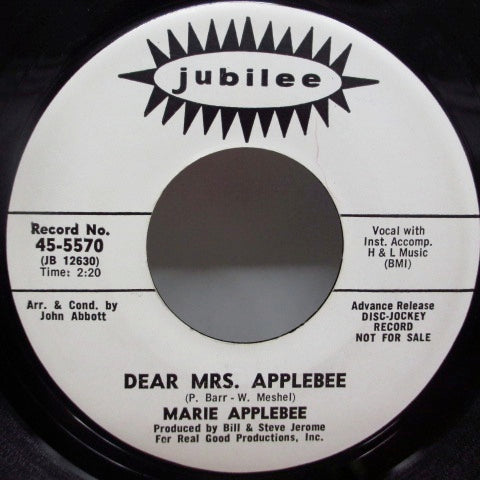 jubilee
Record No.
45-5570
(JB 12630)
Time: 2:20
Arr. & Cond. by
John Abbott
Vocal with
Inst. Accomp.
H & L Music
(BMI)
Advance Release
DISC-JOCKEY
RECORD
NOT FOR SALE
DEAR MRS. APPLEBEE
(P. Barr - W. Meshel)
MARIE APPLEBEE
Produced by Bill & Steve Jerome
For Real Good Productions, Inc.